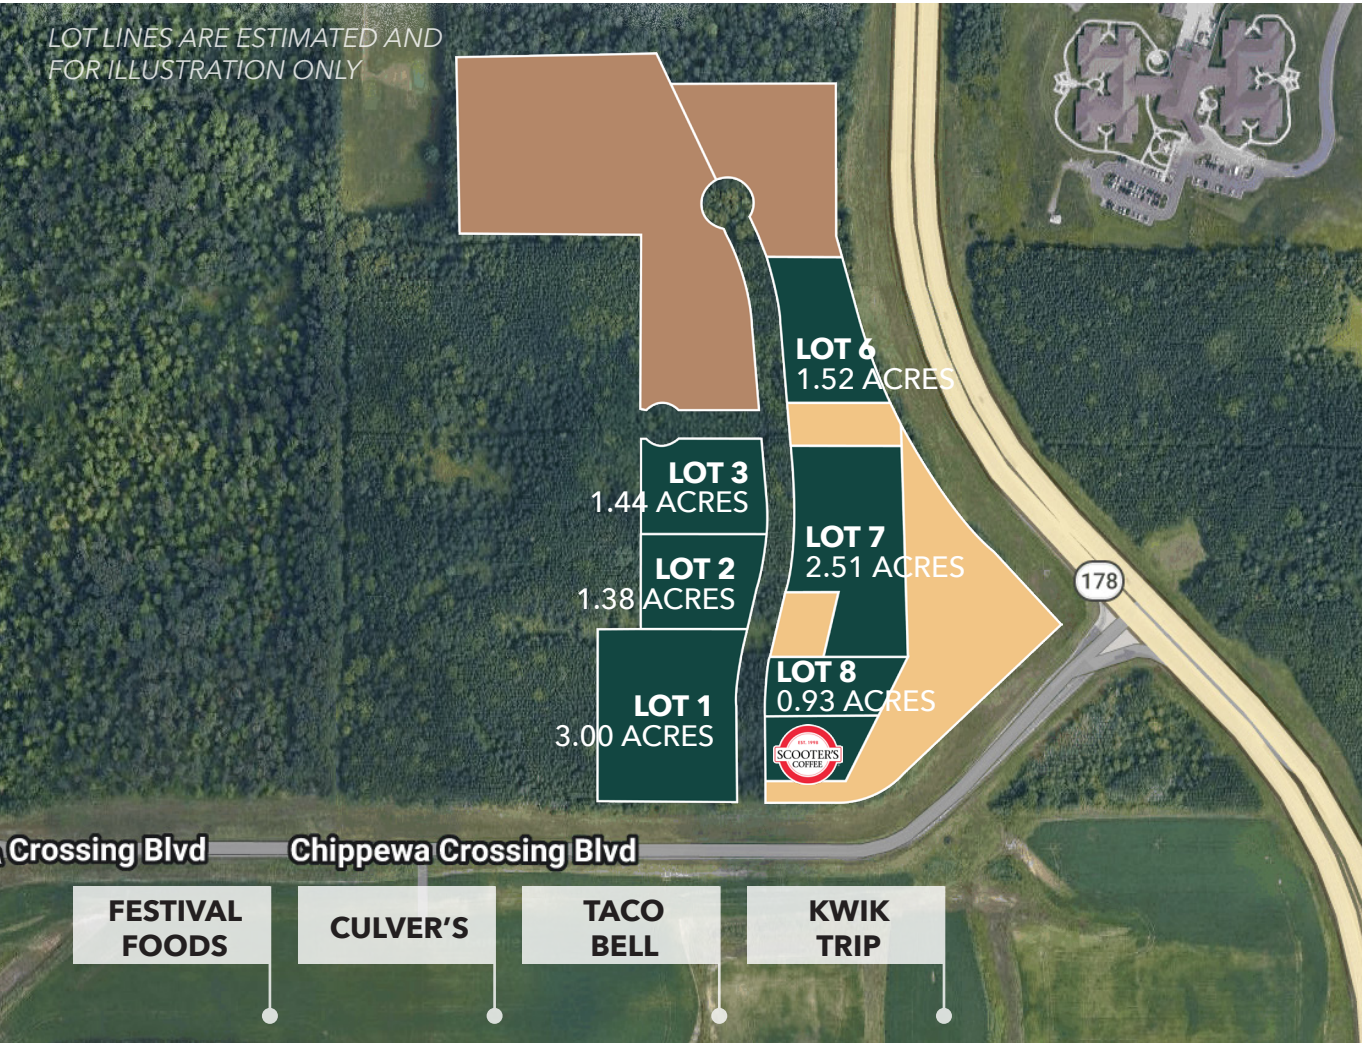 LOT LINES ARE ESTIMATED AND
FOR ILLUSTRATION ONLY
LOT 6
1.52 ACRES
LOT 3
1.44 ACRES
LOT 7
2.51 ACRES
LOT 2
1.38 ACRES
178
LOT 8
0.93 ACRES
LOT 1
3.00 ACRES
EST. 1998
SCOOTER'S
COFFEE
Crossing Blvd
Chippewa Crossing Blvd
FESTIVAL
FOODS
CULVER’S
TACO
BELL
KWIK
TRIP